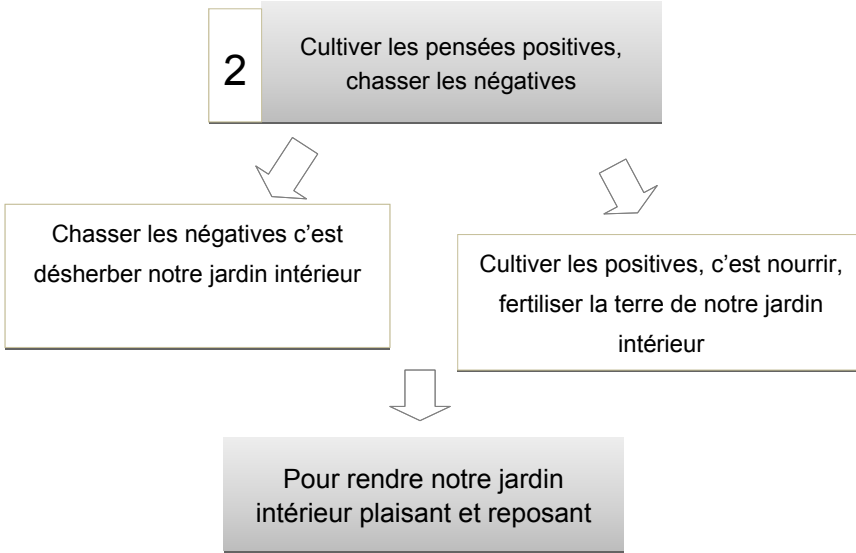 2
Cultiver les pensées positives,
chasser les négatives
Chasser les négatives c’est
désherber notre jardin intérieur
Cultiver les positives, c’est nourrir,
fertiliser la terre de notre jardin
intérieur
Pour rendre notre jardin
intérieur plaisant et reposant